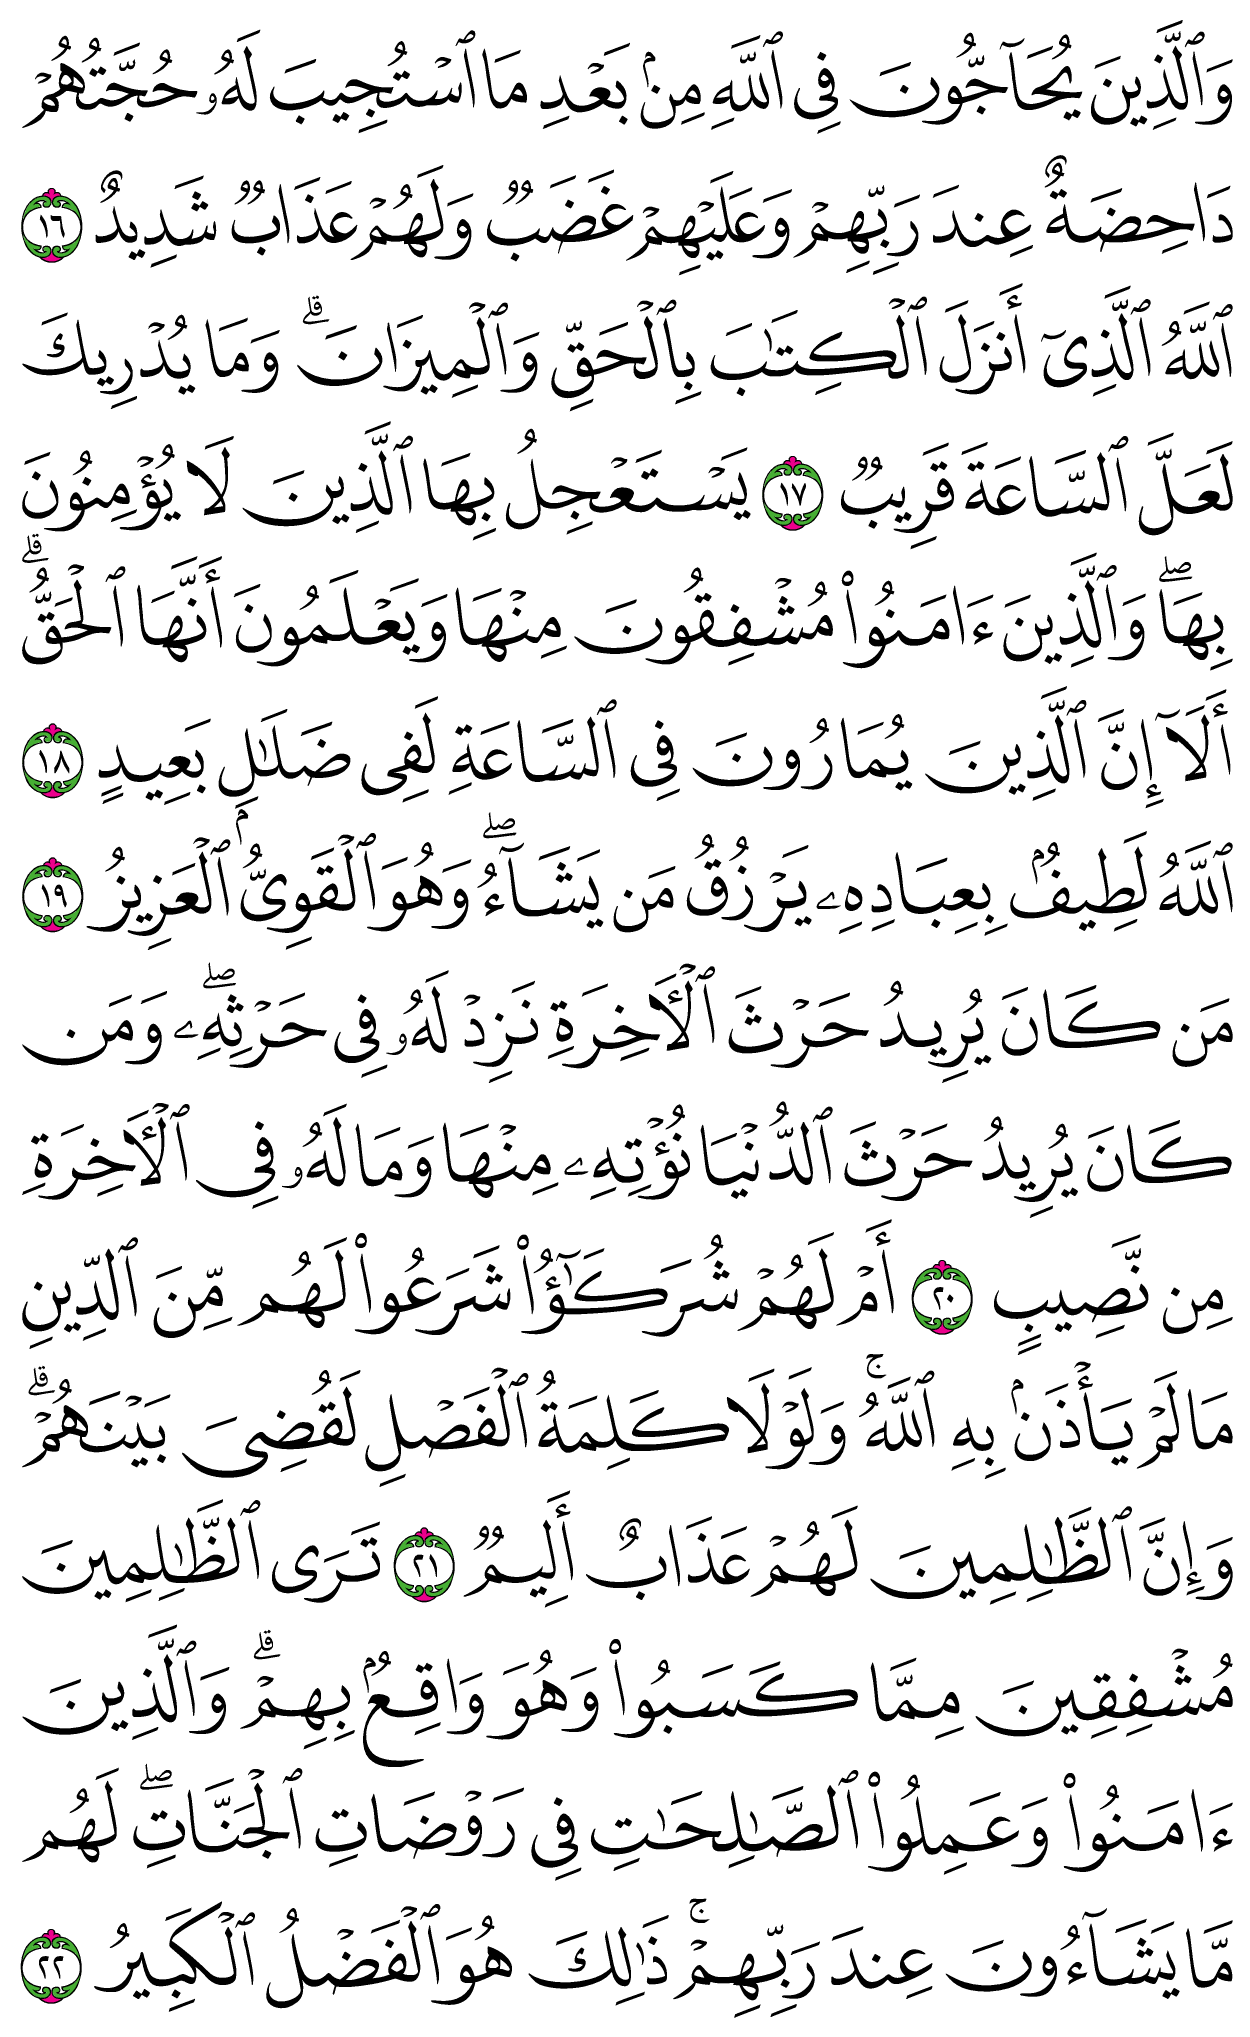 وَٱلَّذِينَ يُحَآجُّونَ فِى ٱللَّهِ مِنۢ بَعْدِ مَا ٱسْتُجِيبَ لَهُۥ حُجَّتُهُمْ
دَاحِضَةٌ عِندَ رَبِّهِمْ وَعَلَيْهِمْ غَضَبٌ وَلَهُمْ عَذَابٌ شَدِيدٌ ١٦
ٱللَّهُ ٱلَّذِىٓ أَنزَلَ ٱلْكِتَٰبَ بِٱلْحَقِّ وَٱلْمِيزَانَ ۗ وَمَا يُدْرِيكَ
لَعَلَّ ٱلسَّاعَةَ قَرِيبٌ ١٧ يَسْتَعْجِلُ بِهَا ٱلَّذِينَ لَا يُؤْمِنُونَ
بِهَا ۖ وَٱلَّذِينَ ءَامَنُوا۟ مُشْفِقُونَ مِنْهَا وَيَعْلَمُونَ أَنَّهَا ٱلْحَقُّ ۗ
أَلَآ إِنَّ ٱلَّذِينَ يُمَارُونَ فِى ٱلسَّاعَةِ لَفِى ضَلَٰلٍۭ بَعِيدٍ ١٨
ٱللَّهُ لَطِيفٌۢ بِعِبَادِهِۦ يَرْزُقُ مَن يَشَآءُ ۖ وَهُوَ ٱلْقَوِىُّ ٱلْعَزِيزُ ١٩
مَن كَانَ يُرِيدُ حَرْثَ ٱلْـَٔاخِرَةِ نَزِدْ لَهُۥ فِى حَرْثِهِۦ ۖ وَمَن
كَانَ يُرِيدُ حَرْثَ ٱلدُّنْيَا نُؤْتِهِۦ مِنْهَا وَمَا لَهُۥ فِى ٱلْـَٔاخِرَةِ
مِن نَّصِيبٍ ٢٠ أَمْ لَهُمْ شُرَكَٰٓؤُا۟ شَرَعُوا۟ لَهُم مِّنَ ٱلدِّينِ
مَا لَمْ يَأْذَنۢ بِهِ ٱللَّهُ ۚ وَلَوْلَا كَلِمَةُ ٱلْفَصْلِ لَقُضِىَ بَيْنَهُمْ ۗ
وَإِنَّ ٱلظَّٰلِمِينَ لَهُمْ عَذَابٌ أَلِيمٌ ٢١ تَرَى ٱلظَّٰلِمِينَ
مُشْفِقِينَ مِمَّا كَسَبُوا۟ وَهُوَ وَاقِعٌۢ بِهِمْ ۗ وَٱلَّذِينَ
ءَامَنُوا۟ وَعَمِلُوا۟ ٱلصَّٰلِحَٰتِ فِى رَوْضَاتِ ٱلْجَنَّاتِ ۖ لَهُم
مَّا يَشَآءُونَ عِندَ رَبِّهِمْ ۚ ذَٰلِكَ هُوَ ٱلْفَضْلُ ٱلْكَبِيرُ ٢٢